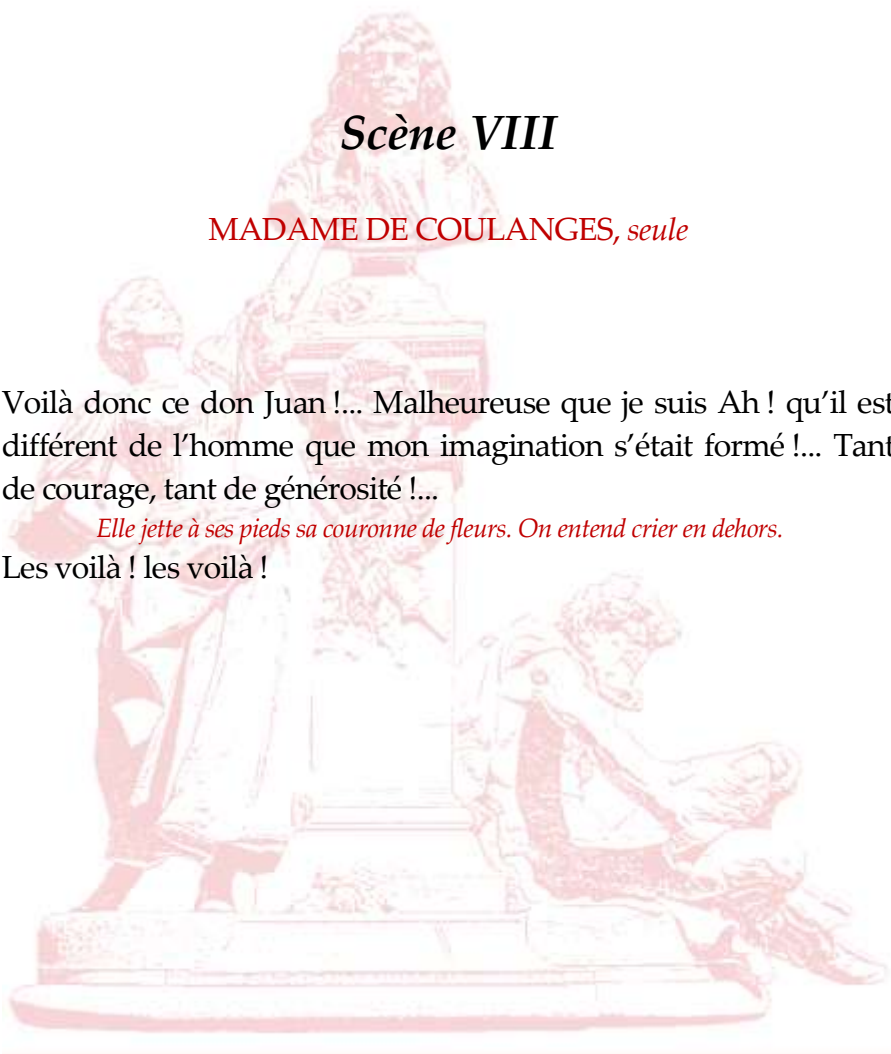 Scène VIII
MADAME DE COULANGES, seule
Voilà donc ce don Juan !... Malheureuse que je suis Ah ! qu’il est
différent de l’homme que mon imagination s’était formé !... Tant
de courage, tant de générosité !...
Elle jette à ses pieds sa couronne de fleurs. On entend crier en dehors.
Les voilà ! les voilà !